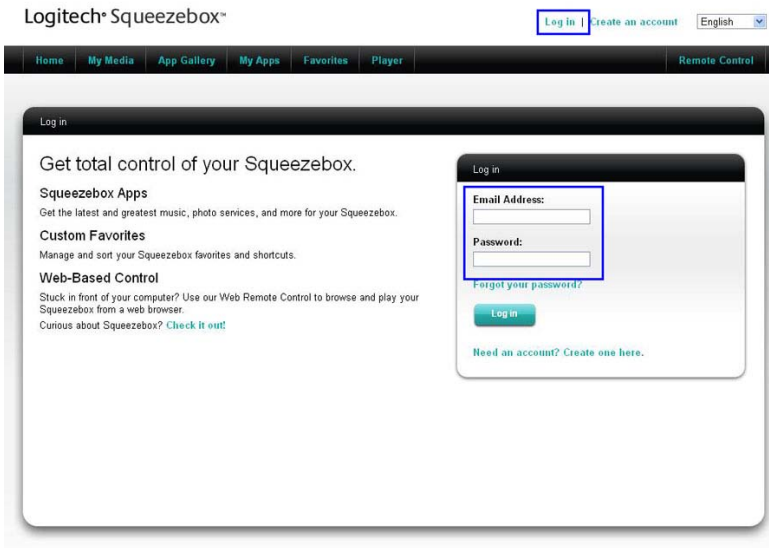 Logitech Squeezebox™
Log in | Create an account English
Home My Media App Gallery My Apps Favorites Player Remote Control
Log in
Get total control of your Squeezebox.
Squeezebox Apps
Get the latest and greatest music, photo services, and more for your Squeezebox.
Custom Favorites
Manage and sort your Squeezebox favorites and shortcuts.
Web-Based Control
Stuck in front of your computer? Use our Web Remote Control to browse and play your
Squeezebox from a web browser.
Curious about Squeezebox? Check it out!
Log in
Email Address:
Password:
Forgot your password?
Log in
Need an account? Create one here.